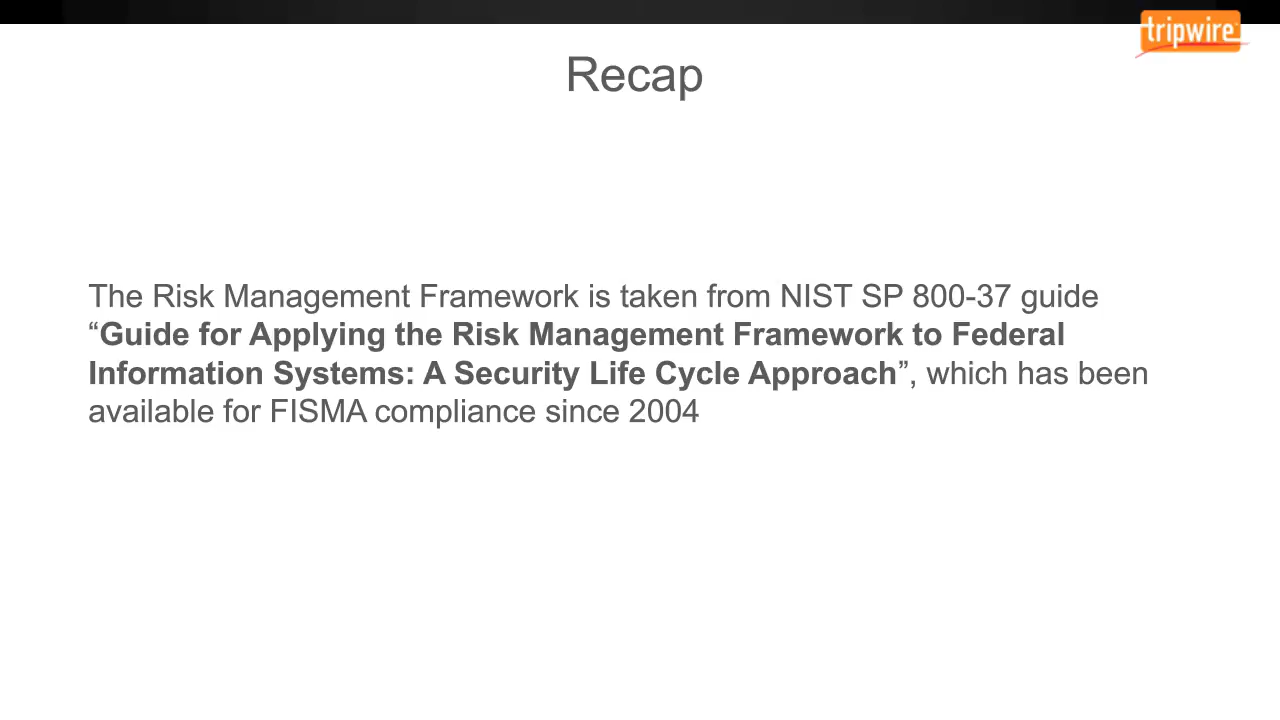 tripwire
Recap
The Risk Management Framework is taken from NIST SP 800-37 guide
“Guide for Applying the Risk Management Framework to Federal
Information Systems: A Security Life Cycle Approach”, which has been
available for FISMA compliance since 2004